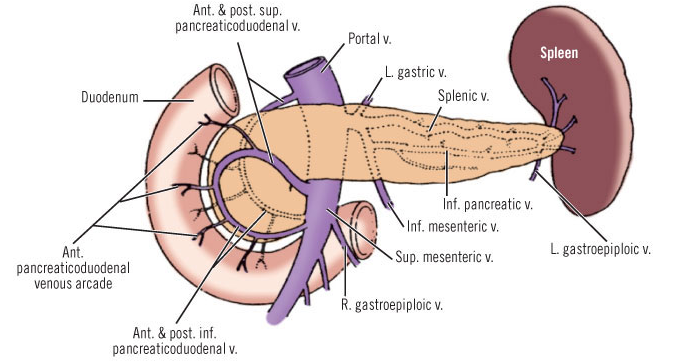 Ant. & post. sup.
pancreaticoduodenal v.
Portal v.
L. gastric v.
Spleen
Splenic v.
Duodenum
Inf. pancreatic v.
Inf. mesenteric v.
L. gastroepiploic v.
Sup. mesenteric v.
Ant.
pancreaticoduodenal
venous arcade
R. gastroepiploic v.
Ant. & post. inf.
pancreaticoduodenal v.